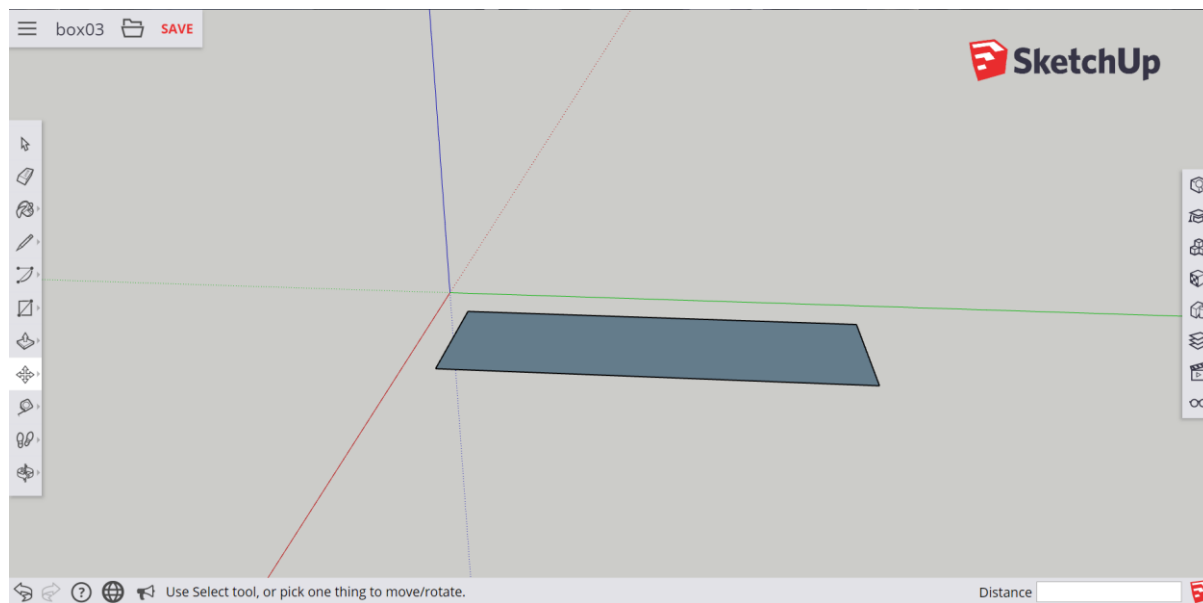 box03 SAVE
SketchUp
Use Select tool, or pick one thing to move/rotate.
Distance